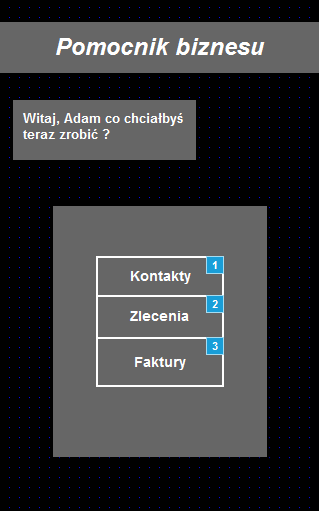 Pomocnik biznesu
Witaj, Adam co chciałbyś
teraz zrobić ?
1
Kontakty
2
Zlecenia
3
Faktury